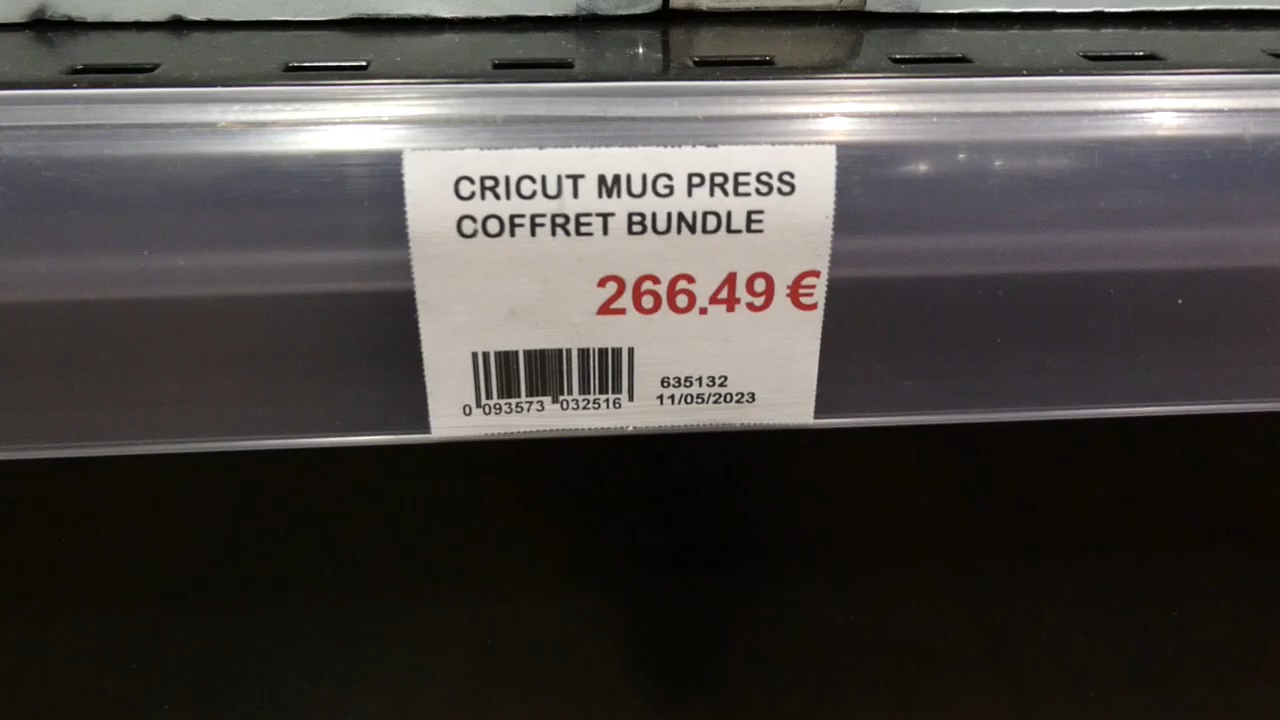 CRICUT MUG PRESS
COFFRET BUNDLE
266.49 €
635132
0 093573 032516
11/05/2023